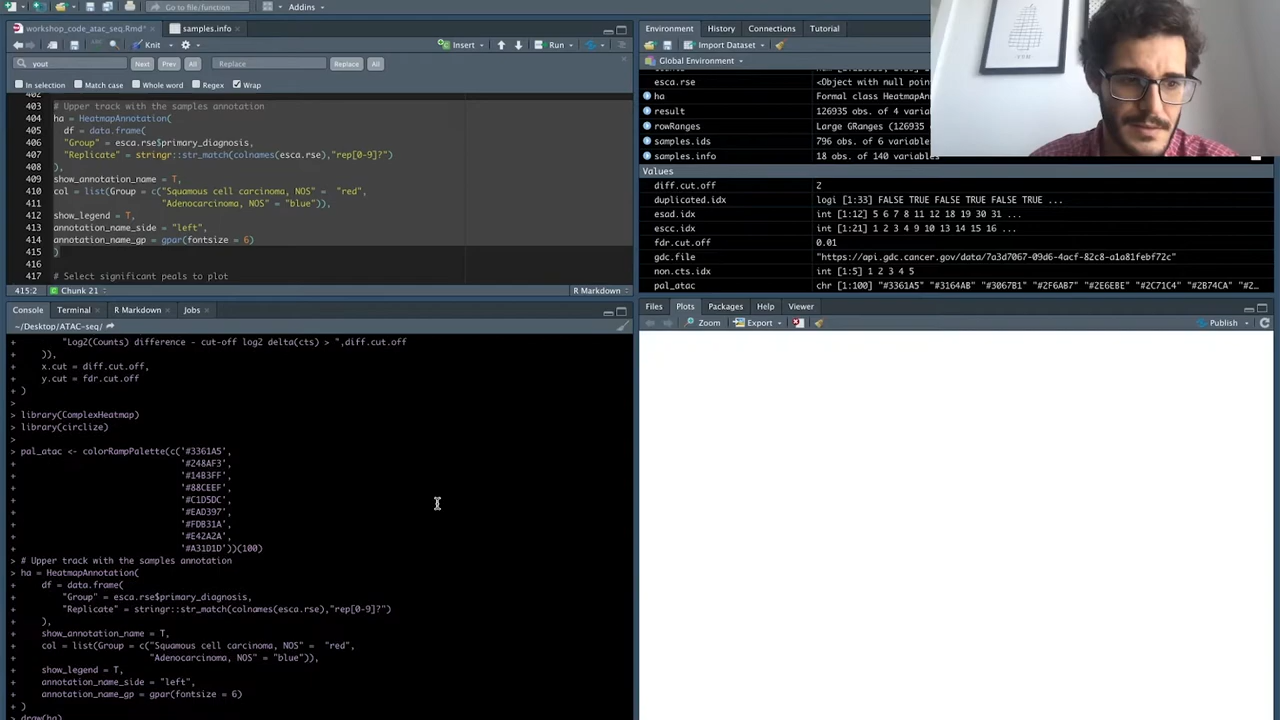 Go to file/function
Addins
workshop_code_atac_seq.Rmd*
samples.info
Knit
Insert
Run
yout
Next
Prev
All
Replace
Replace
All
In selection
Match case
Whole word
Regex
Wrap
402
403 # Upper track with the samples annotation
404 ha = HeatmapAnnotation(
405 df = data.frame(
406 "Group" = esca.rse$primary_diagnosis,
407 "Replicate" = stringr::str_match(colnames(esca.rse),"rep[0-9]?")
408 ),
409 show_annotation_name = T,
410 col = list(Group = c("Squamous cell carcinoma, NOS" = "red",
411 "Adenocarcinoma, NOS" = "blue")),
412 show_legend = T,
413 annotation_name_side = "left",
414 annotation_name_gp = gpar(fontsize = 6)
415 )
416
417 # Select significant peals to plot
415:2
Chunk 21
R Markdown
Console
Terminal
R Markdown
Jobs
~/Desktop/ATAC-seq/
+ "Log2(Counts) difference - cut-off log2 delta(cts) > ",diff.cut.off
+ )),
+ x.cut = diff.cut.off,
+ y.cut = fdr.cut.off
+ )
>
> library(ComplexHeatmap)
> library(circlize)
>
> pal_atac <- colorRampPalette(c('#3361A5',
+ '#248AF3',
+ '#14B3FF',
+ '#88CEEF',
+ '#C1D5DC',
+ '#EAD397',
+ '#FDB31A',
+ '#E42A2A',
+ '#A31D1D'))(100)
> # Upper track with the samples annotation
> ha = HeatmapAnnotation(
+ df = data.frame(
+ "Group" = esca.rse$primary_diagnosis,
+ "Replicate" = stringr::str_match(colnames(esca.rse),"rep[0-9]?")
+ ),
+ show_annotation_name = T,
+ col = list(Group = c("Squamous cell carcinoma, NOS" = "red",
+ "Adenocarcinoma, NOS" = "blue")),
+ show_legend = T,
+ annotation_name_side = "left",
+ annotation_name_gp = gpar(fontsize = 6)
+ )
> draw(ha)
Environment
History
Connections
Tutorial
Import Dataset
Global Environment
esca.rse <Object with null poin
ha Formal class HeatmapAn
result 126935 obs. of 4 variab
rowRanges Large GRanges (126935
samples.ids 796 obs. of 6 variable
samples.info 18 obs. of 140 variables
Values
diff.cut.off 2
duplicated.idx logi [1:33] FALSE TRUE FALSE TRUE FALSE TRUE ...
esad.idx int [1:12] 5 6 7 8 11 12 18 19 30 31 ...
escc.idx int [1:21] 1 2 3 4 9 10 13 14 15 16 ...
fdr.cut.off 0.01
gdc.file "https://api.gdc.cancer.gov/data/7a3d7067-09d6-4acf-82c8-a1a81febf72c"
non.cts.idx int [1:5] 1 2 3 4 5
pal_atac chr [1:100] "#3361A5" "#3164AB" "#3067B1" "#2F6AB7" "#2E6EBE" "#2C71C4" "#2B74CA" "#2…
Files
Plots
Packages
Help
Viewer
Zoom
Export
Publish